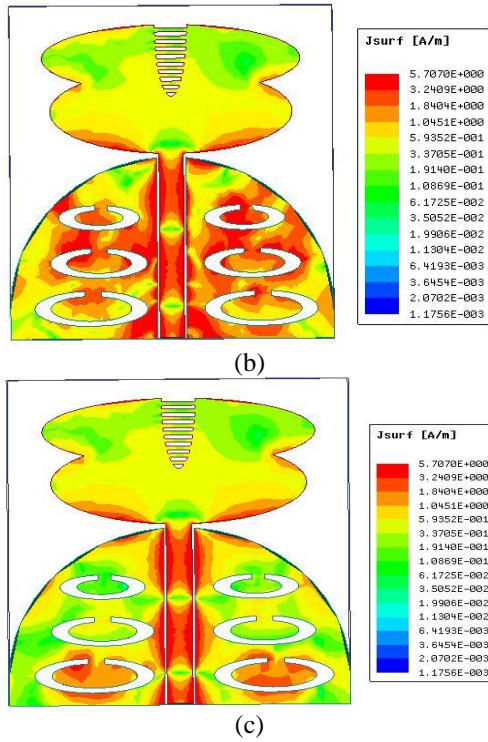 Jsurf [A/m]
5.7070E+000
3.2409E+000
1.8404E+000
1.0451E+000
5.9352E-001
3.3705E-001
1.9140E-001
1.0869E-001
6.1725E-002
3.5052E-002
1.9906E-002
1.1304E-002
6.4193E-003
3.6454E-003
2.0702E-003
1.1756E-003
(b)
Jsurf [A/m]
5.7070E+000
3.2409E+000
1.8404E+000
1.0451E+000
5.9352E-001
3.3705E-001
1.9140E-001
1.0869E-001
6.1725E-002
3.5052E-002
1.9906E-002
1.1304E-002
6.4193E-003
3.6454E-003
2.0702E-003
1.1756E-003
(c)